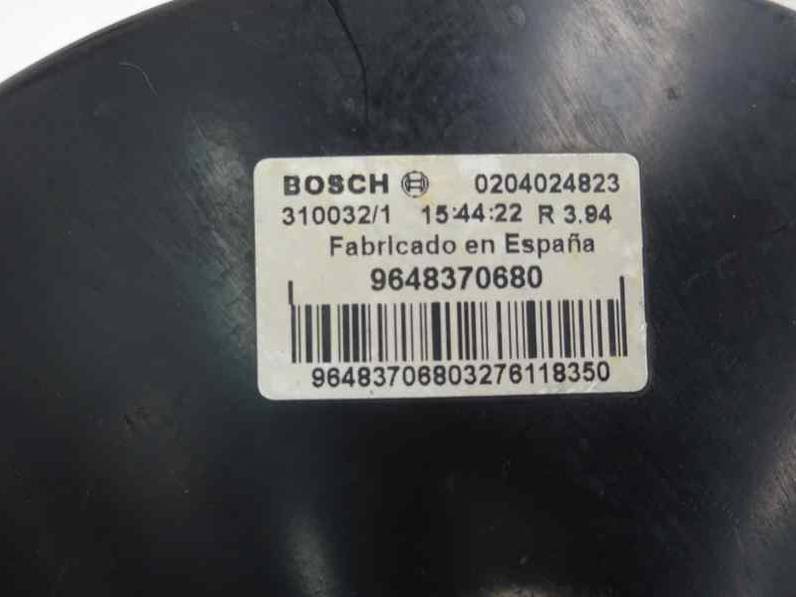 BOSCH 0204024823
310032/1 15:44:22 R 3.94
Fabricado en España
9648370680
96483706803276118350